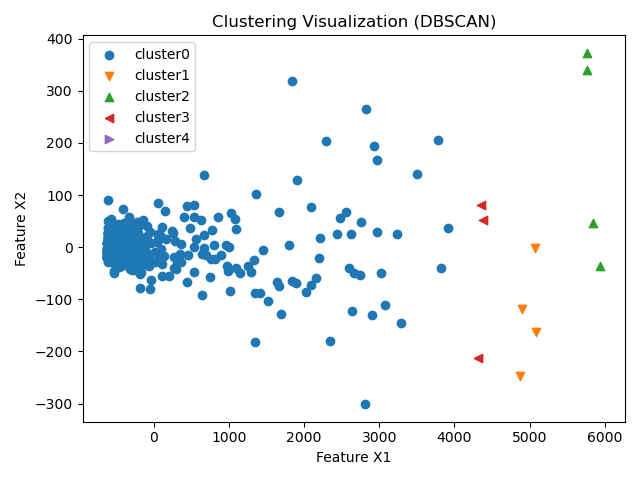 Clustering Visualization (DBSCAN)
cluster0
cluster1
cluster2
cluster3
cluster4
400
300
200
100
0
−100
−200
−300
Feature X2
0 1000 2000 3000 4000 5000 6000
Feature X1